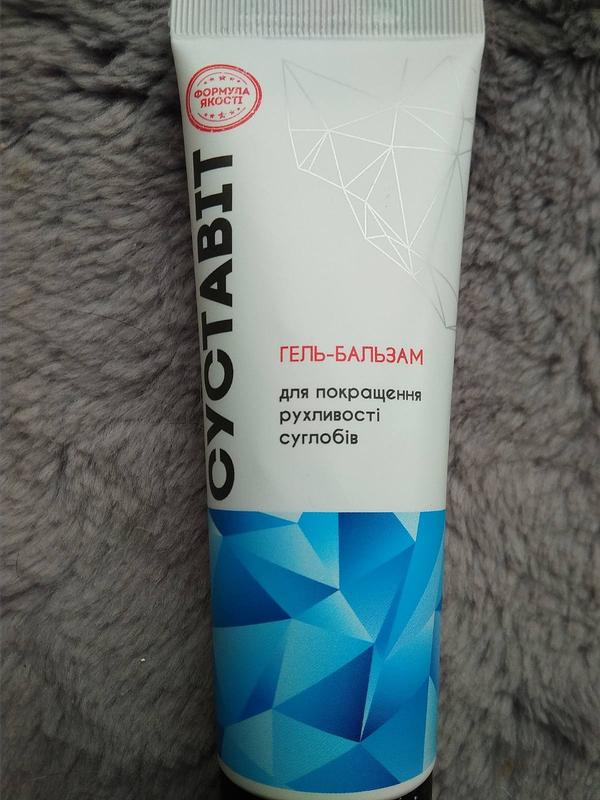 ФОРМУЛА
ЯКОСТІ
СУСТАВІТ
ГЕЛЬ-БАЛЬЗАМ
для покращення
рухливості
суглобів